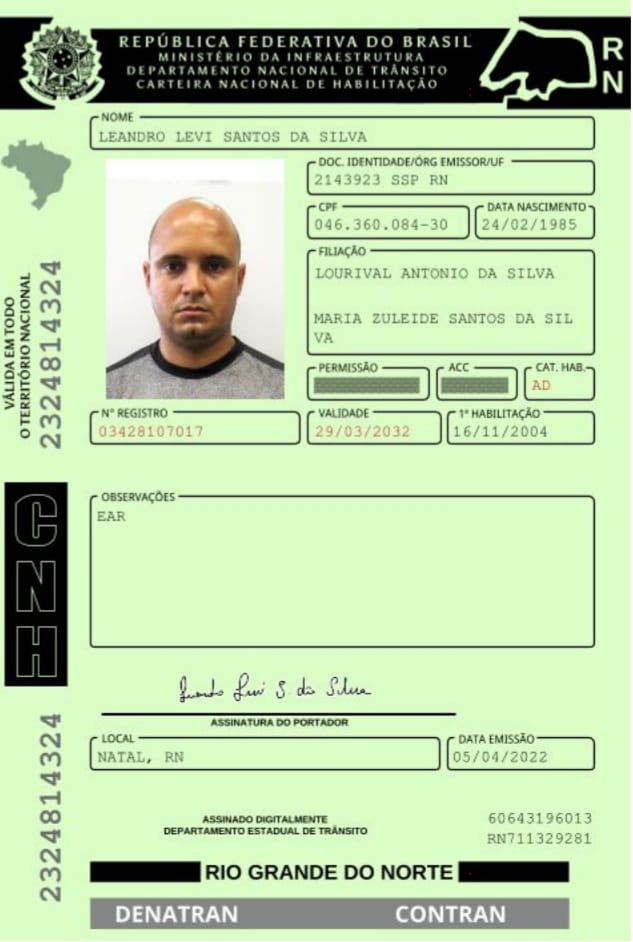 REPÚBLICA FEDERATIVA DO BRASIL
MINISTÉRIO DA INFRAESTRUTURA
DEPARTAMENTO NACIONAL DE TRÂNSITO
CARTEIRA NACIONAL DE HABILITAÇÃO
RN
NOME
LEANDRO LEVI SANTOS DA SILVA
DOC. IDENTIDADE/ÓRG EMISSOR/UF
2143923 SSP RN
CPF
046.360.084-30
DATA NASCIMENTO
24/02/1985
FILIAÇÃO
LOURIVAL ANTONIO DA SILVA
MARIA ZULEIDE SANTOS DA SIL
VA
PERMISSÃO
ACC
CAT. HAB.
AD
Nº REGISTRO
03428107017
VALIDADE
29/03/2032
1ª HABILITAÇÃO
16/11/2004
VÁLIDA EM TODO
O TERRITÓRIO NACIONAL
2324814324
CNH
OBSERVAÇÕES
EAR
Leandro Levi S. da Silva
ASSINATURA DO PORTADOR
LOCAL
NATAL, RN
DATA EMISSÃO
05/04/2022
2324814324
ASSINADO DIGITALMENTE
DEPARTAMENTO ESTADUAL DE TRÂNSITO
60643196013
RN711329281
RIO GRANDE DO NORTE
DENATRAN
CONTRAN